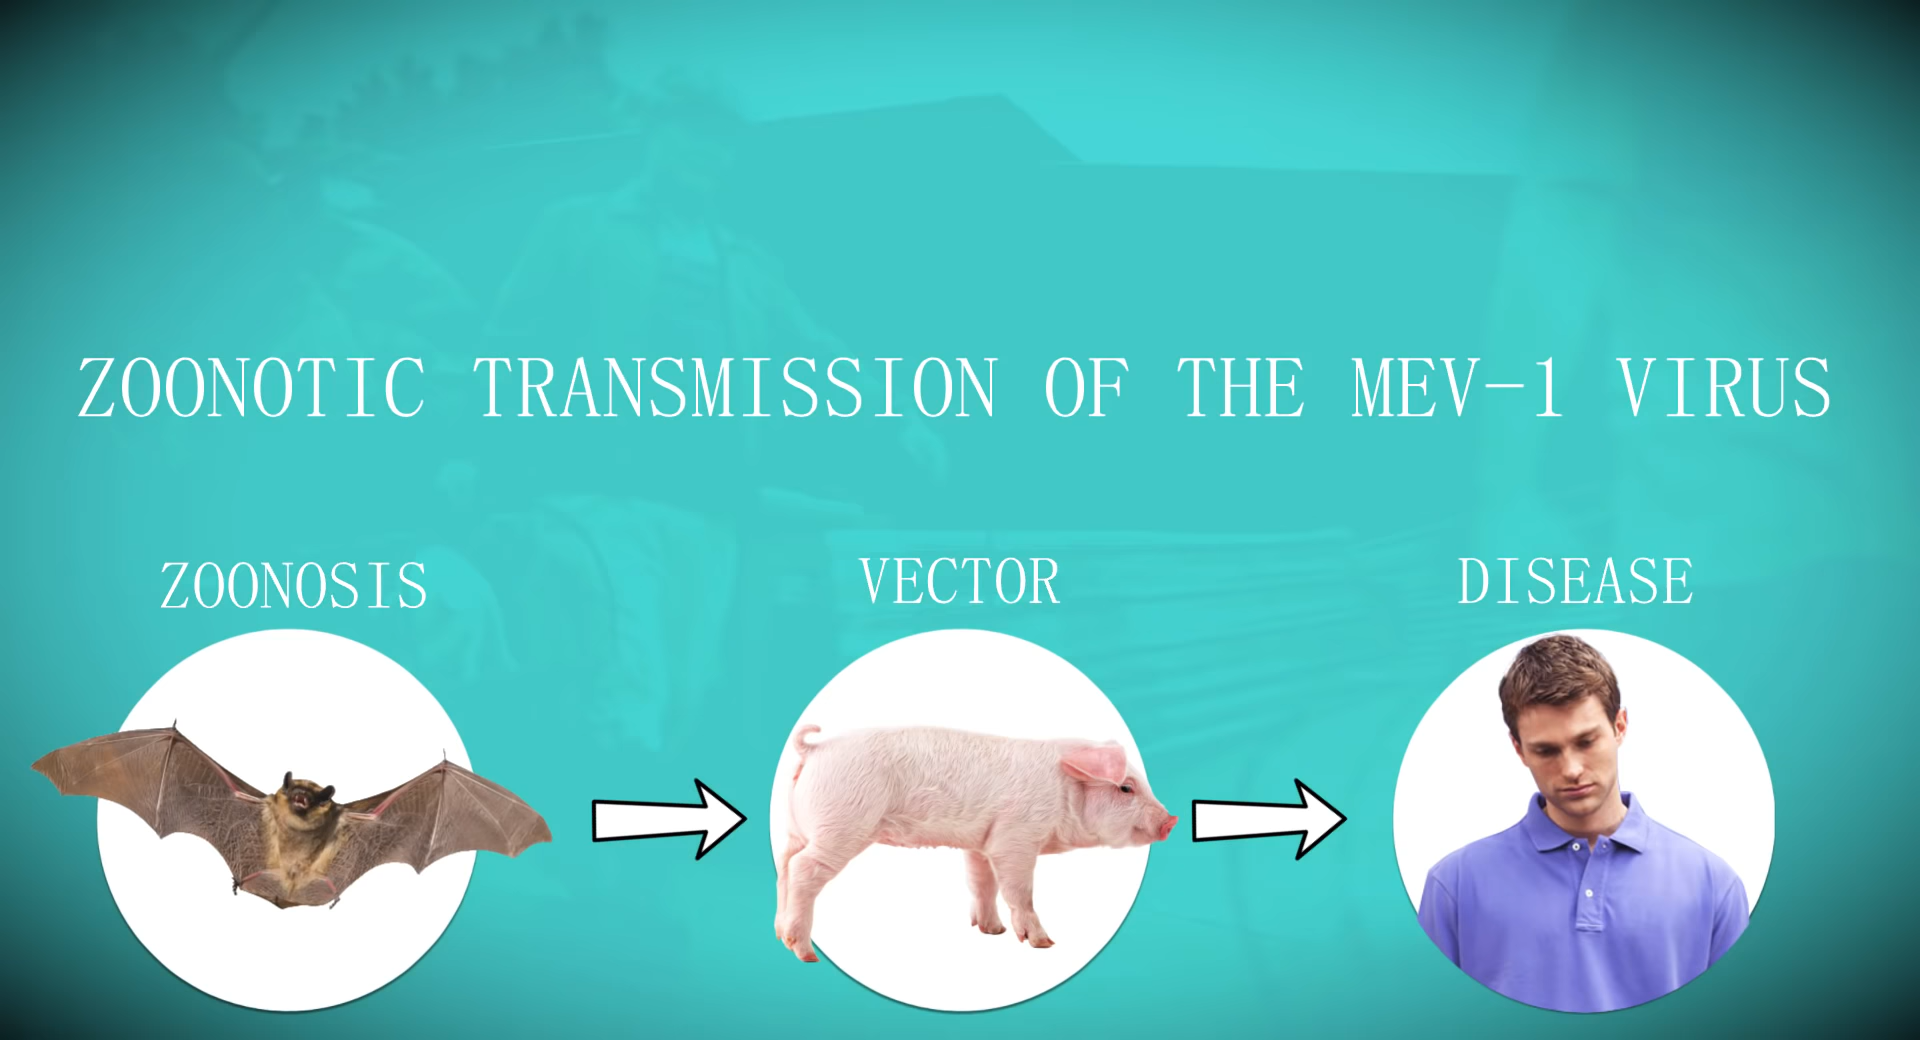 ZOONOTIC TRANSMISSION OF THE MEV-1 VIRUS
ZOONOSIS
VECTOR
DISEASE